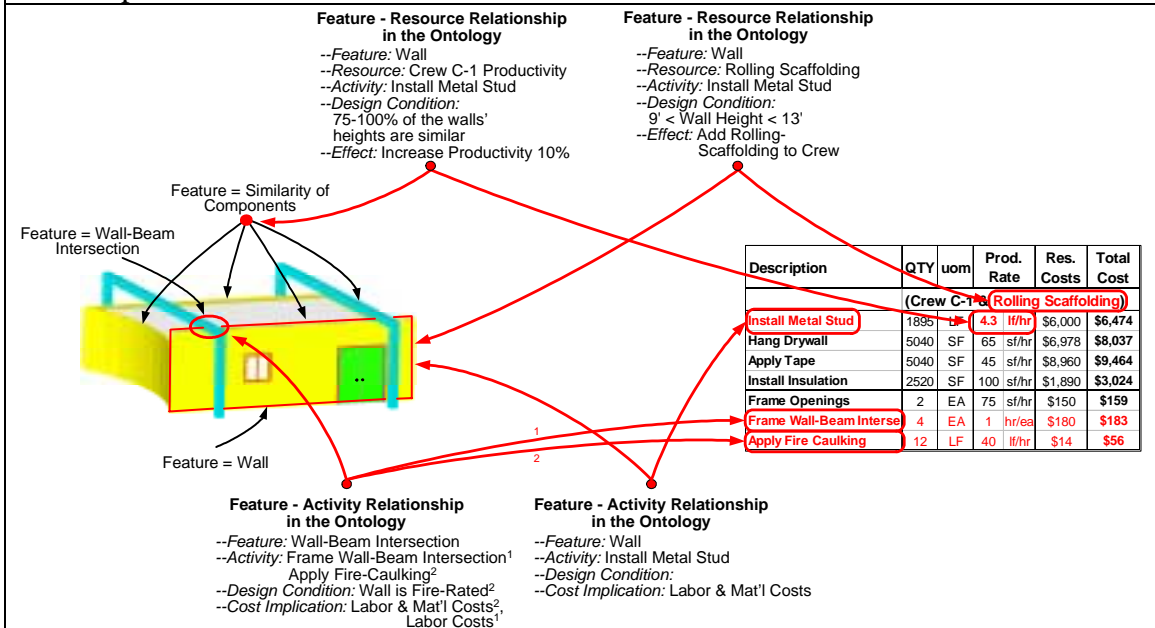 Feature - Resource Relationship
in the Ontology
--Feature: Wall
--Resource: Crew C-1 Productivity
--Activity: Install Metal Stud
--Design Condition:
75-100% of the walls'
heights are similar
--Effect: Increase Productivity 10%
Feature - Resource Relationship
in the Ontology
--Feature: Wall
--Resource: Rolling Scaffolding
--Activity: Install Metal Stud
--Design Condition:
9' < Wall Height < 13'
--Effect: Add Rolling-
Scaffolding to Crew
Feature = Similarity of
Components
Feature = Wall-Beam
Intersection
Feature = Wall
Description QTY uom Prod. Rate Res. Costs Total Cost
(Crew C-1 & Rolling Scaffolding)
Install Metal Stud 1895 LF 4.3 lf/hr $6,000 $6,474
Hang Drywall 5040 SF 65 sf/hr $6,978 $8,037
Apply Tape 5040 SF 45 sf/hr $8,960 $9,464
Install Insulation 2520 SF 100 sf/hr $1,890 $3,024
Frame Openings 2 EA 75 sf/hr $150 $159
Frame Wall-Beam Interse 4 EA 1 hr/ea $180 $183
Apply Fire Caulking 12 LF 40 lf/hr $14 $56
1
2
Feature - Activity Relationship
in the Ontology
--Feature: Wall-Beam Intersection
--Activity: Frame Wall-Beam Intersection¹
Apply Fire-Caulking²
--Design Condition: Wall is Fire-Rated²
--Cost Implication: Labor & Mat'l Costs²,
Labor Costs¹
Feature - Activity Relationship
in the Ontology
--Feature: Wall
--Activity: Install Metal Stud
--Design Condition:
--Cost Implication: Labor & Mat'l Costs